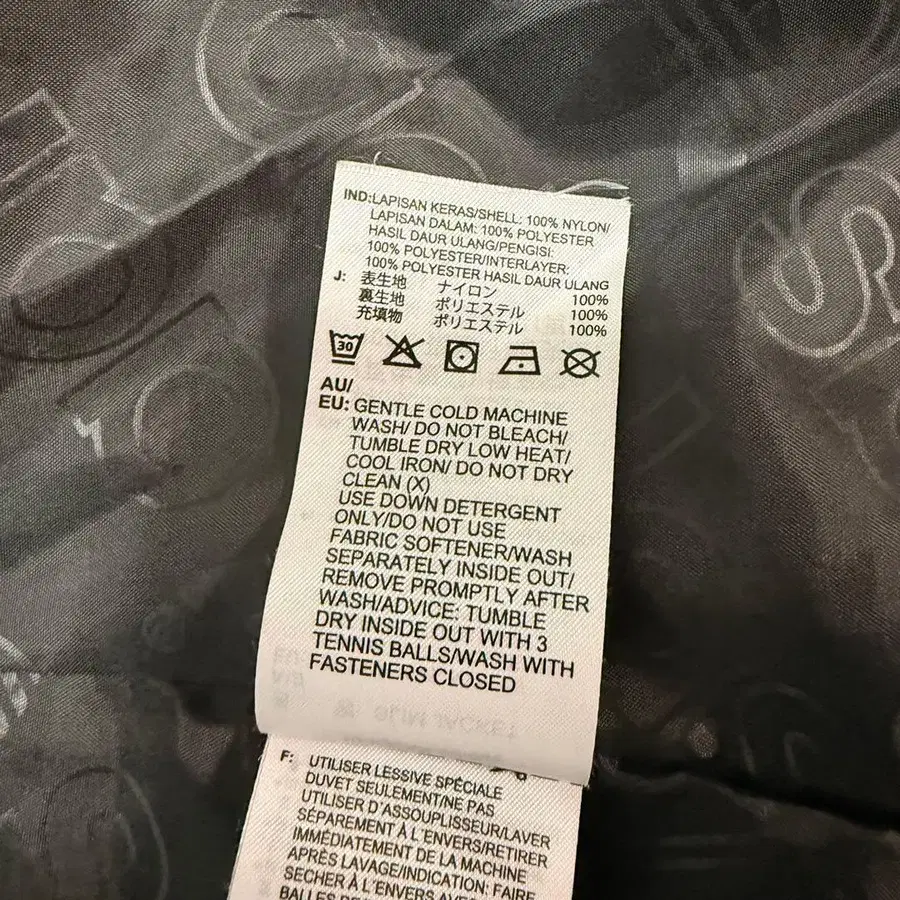 IND:LAPISAN KERAS/SHELL: 100% NYLON/
LAPISAN DALAM: 100% POLYESTER
HASIL DAUR ULANG/PENGISI:
100% POLYESTER/INTERLAYER:
100% POLYESTER HASIL DAUR ULANG
J: 表生地 ナイロン 100%
裏生地 ポリエステル 100%
充填物 ポリエステル 100%
30
AU/
EU: GENTLE COLD MACHINE
WASH/ DO NOT BLEACH/
TUMBLE DRY LOW HEAT/
COOL IRON/ DO NOT DRY
CLEAN (X)
USE DOWN DETERGENT
ONLY/DO NOT USE
FABRIC SOFTENER/WASH
SEPARATELY INSIDE OUT/
REMOVE PROMPTLY AFTER
WASH/ADVICE: TUMBLE
DRY INSIDE OUT WITH 3
TENNIS BALLS/WASH WITH
FASTENERS CLOSED
F: UTILISER LESSIVE SPÉCIALE
DUVET SEULEMENT/NE PAS
UTILISER D'ASSOUPLISSEUR/LAVER
SÉPAREMENT À L'ENVERS/RETIRER
IMMÉDIATEMENT DE LA MACHINE
APRÈS LAVAGE/INDICATION: FAIRE
SECHER À L'ENVERS AVEC
BALLES